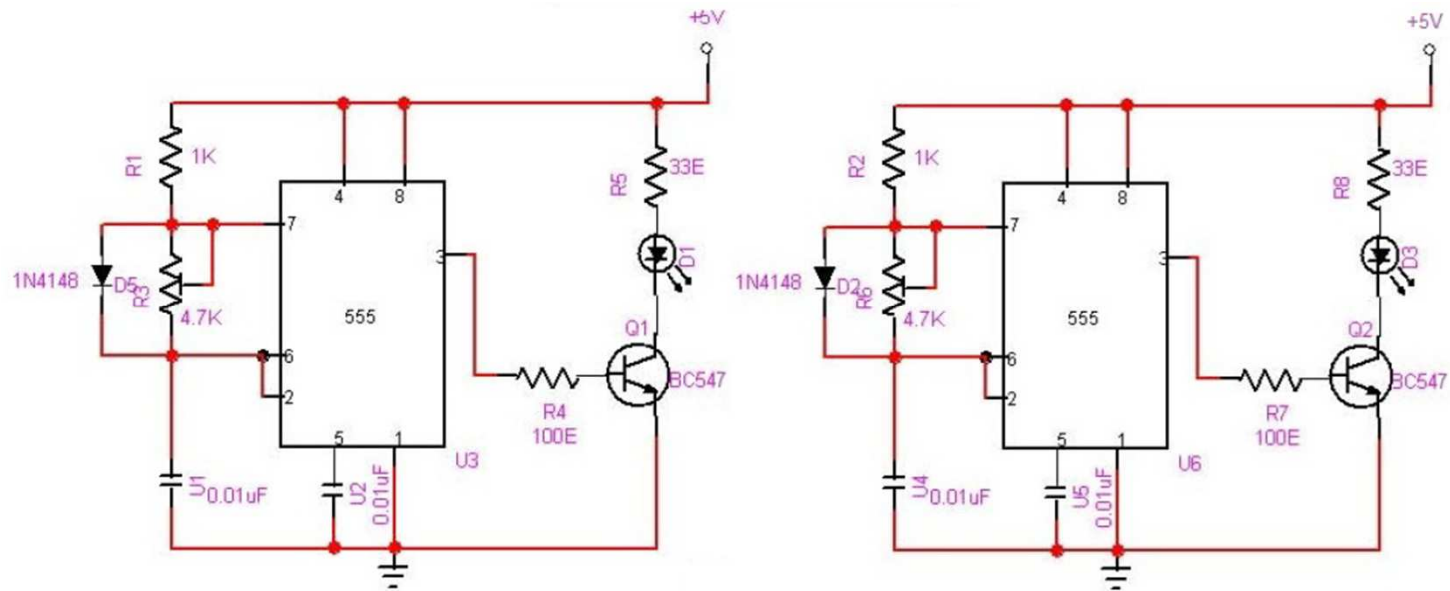 +5V
R1
1K
4
8
R5
33E
7
1N4148
D5
R3
4.7K
3
D1
555
6
2
Q1
BC547
R4
100E
5
1
U3
U1
0.01uF
U2
0.01uF
+5V
R2
1K
4
8
R8
33E
7
1N4148
D2
R6
4.7K
3
D3
555
6
2
Q2
BC547
R7
100E
5
1
U6
U4
0.01uF
U5
0.01uF